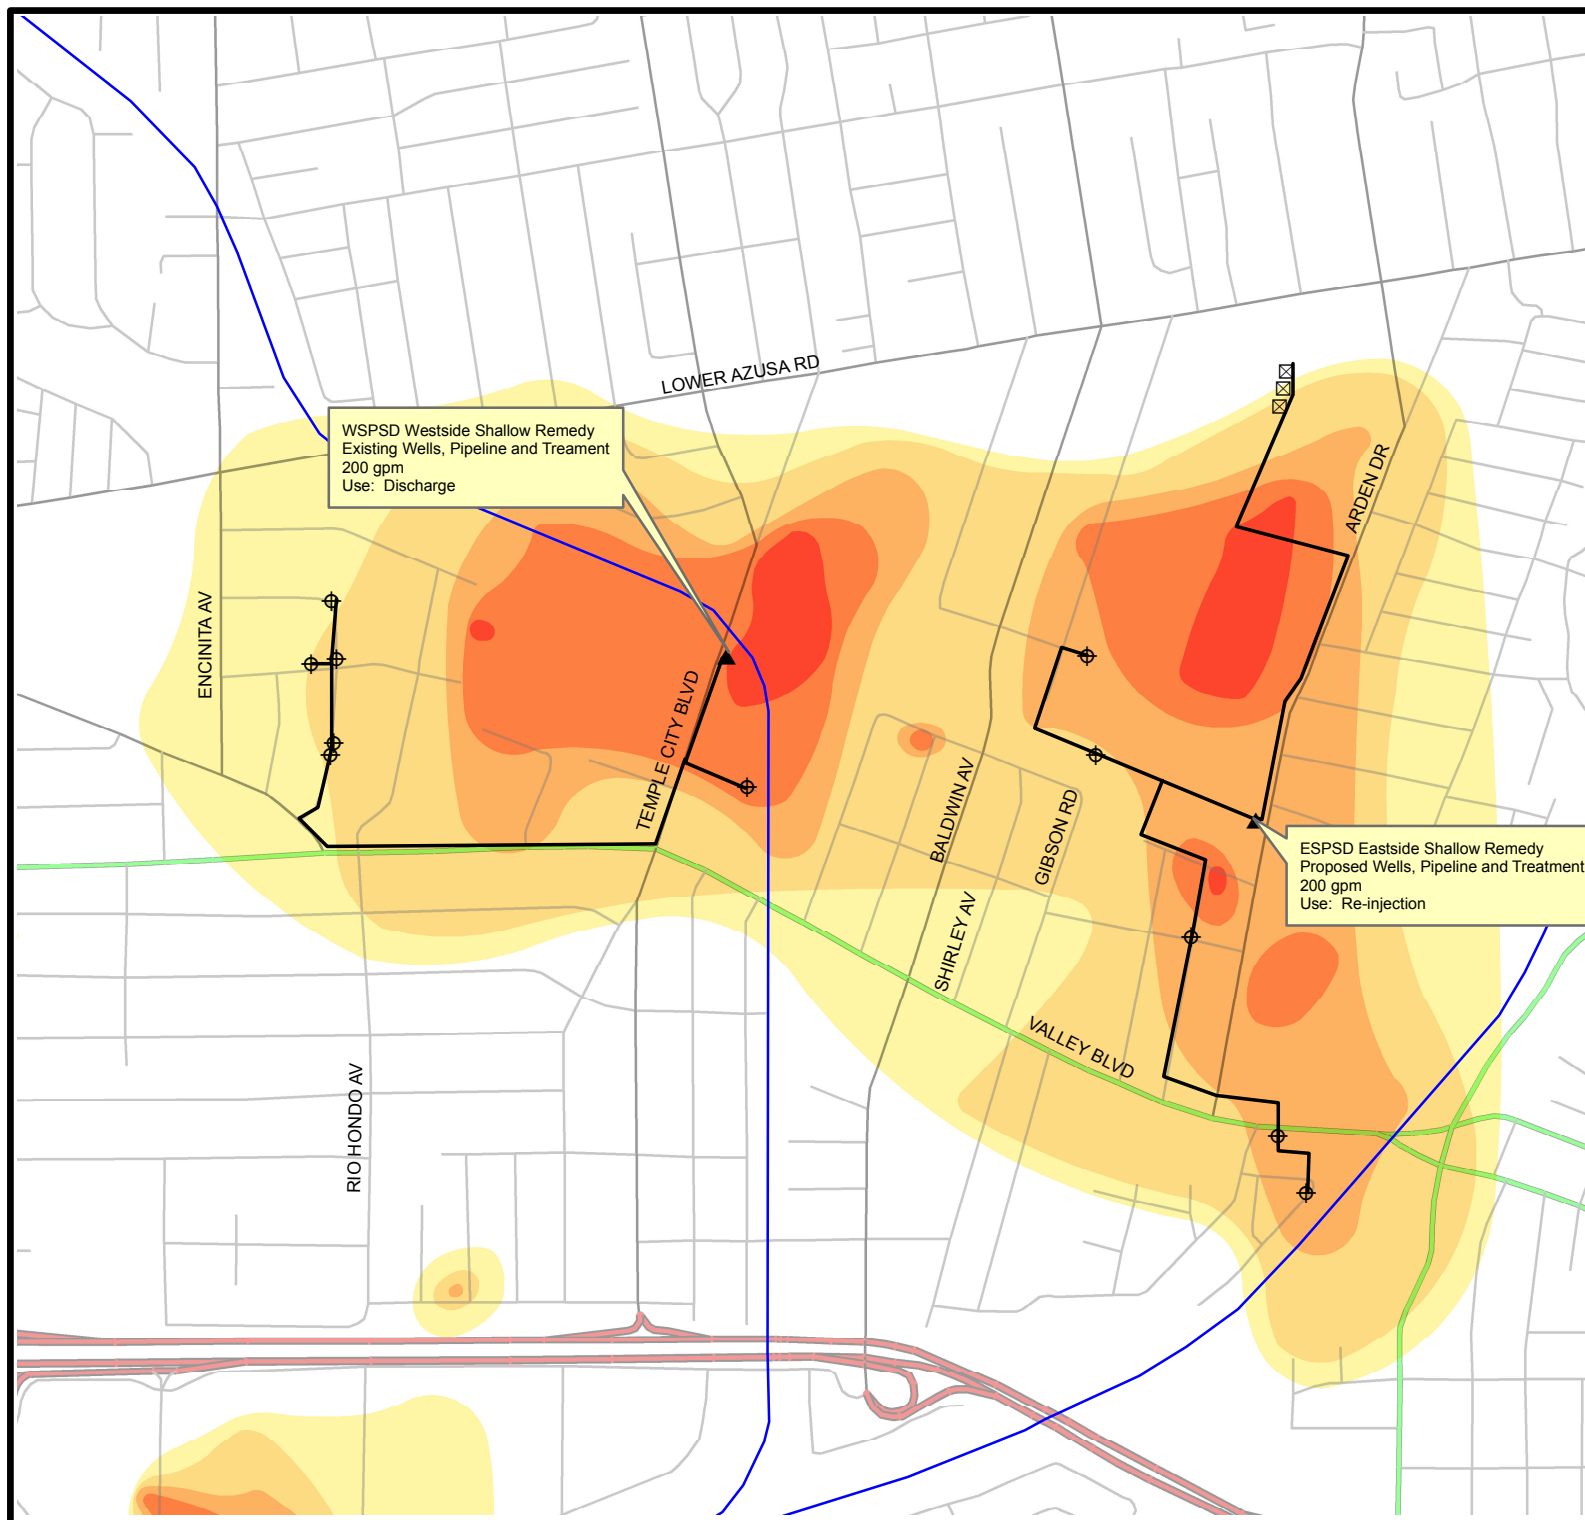 LOWER AZUSA RD
WSPSD Westside Shallow Remedy
Existing Wells, Pipeline and Treament
200 gpm
Use: Discharge
ARDEN DR
ENCINITA AV
TEMPLE CITY BLVD
BALDWIN AV
GIBSON RD
ESPSD Eastside Shallow Remedy
Proposed Wells, Pipeline and Treatment
200 gpm
Use: Re-injection
SHIRLEY AV
VALLEY BLVD
RIO HONDO AV